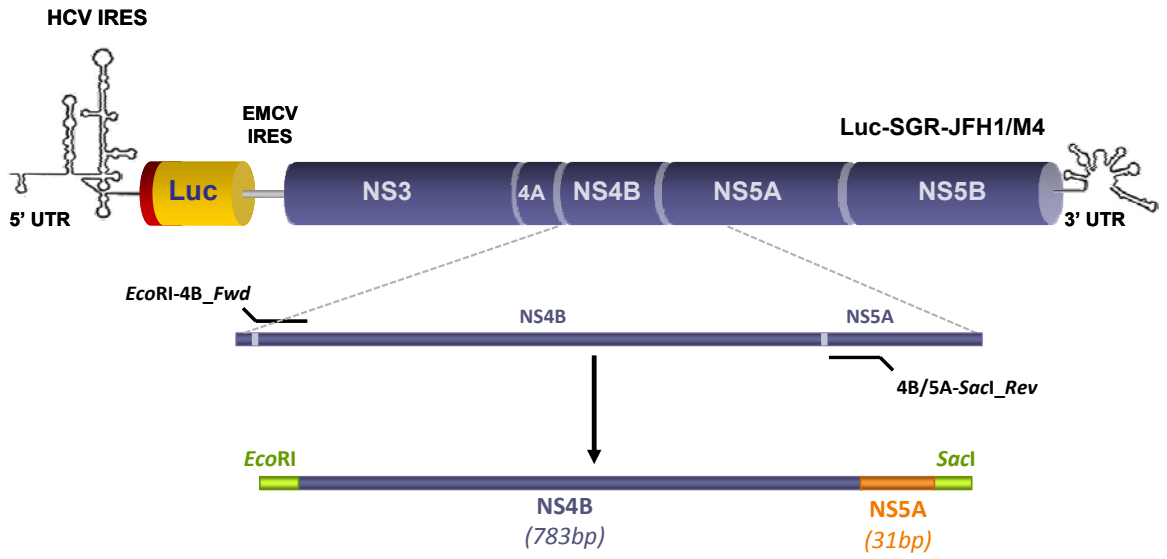 HCV IRES
EMCV
IRES
Luc-SGR-JFH1/M4
Luc
NS3
4A
NS4B
NS5A
NS5B
5’ UTR
3’ UTR
EcoRI-4B_Fwd
NS4B
NS5A
4B/5A-SacI_Rev
EcoRI
SacI
NS4B
(783bp)
NS5A
(31bp)